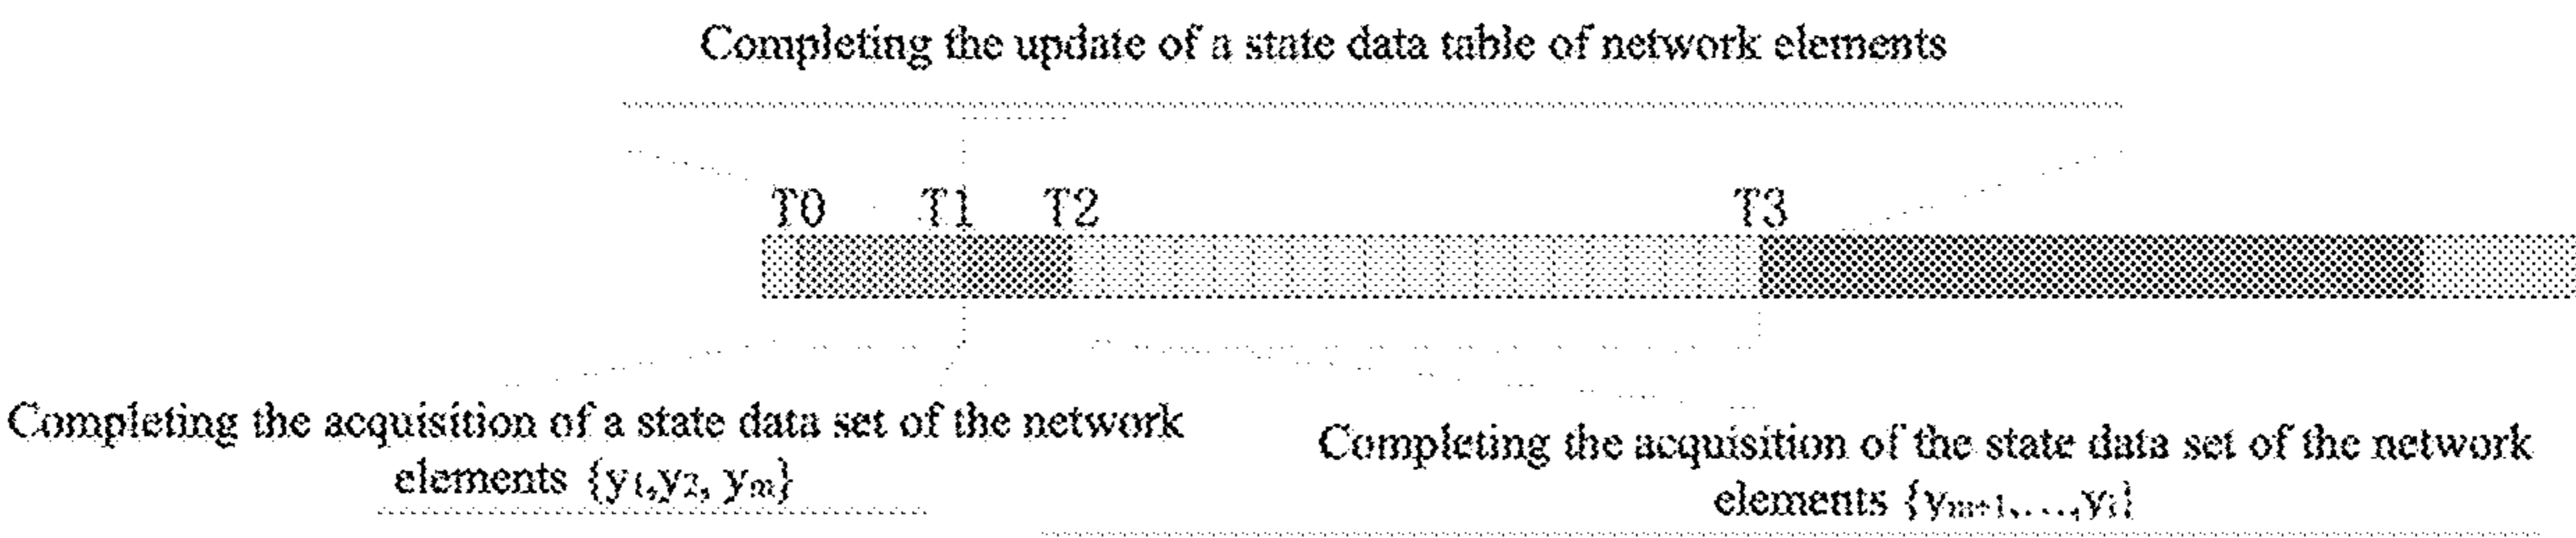 Completing the update of a state data table of network elements
T0 T1 T2 T3
Completing the acquisition of a state data set of the network
elements {y1,y2, ym}
Completing the acquisition of the state data set of the network
elements {ym+1,...,yi}